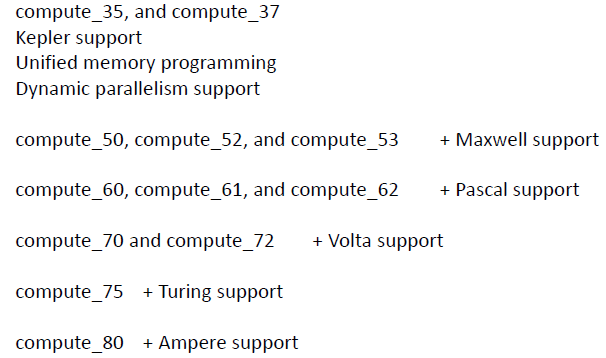 compute_35, and compute_37
Kepler support
Unified memory programming
Dynamic parallelism support
compute_50, compute_52, and compute_53 + Maxwell support
compute_60, compute_61, and compute_62 + Pascal support
compute_70 and compute_72 + Volta support
compute_75 + Turing support
compute_80 + Ampere support